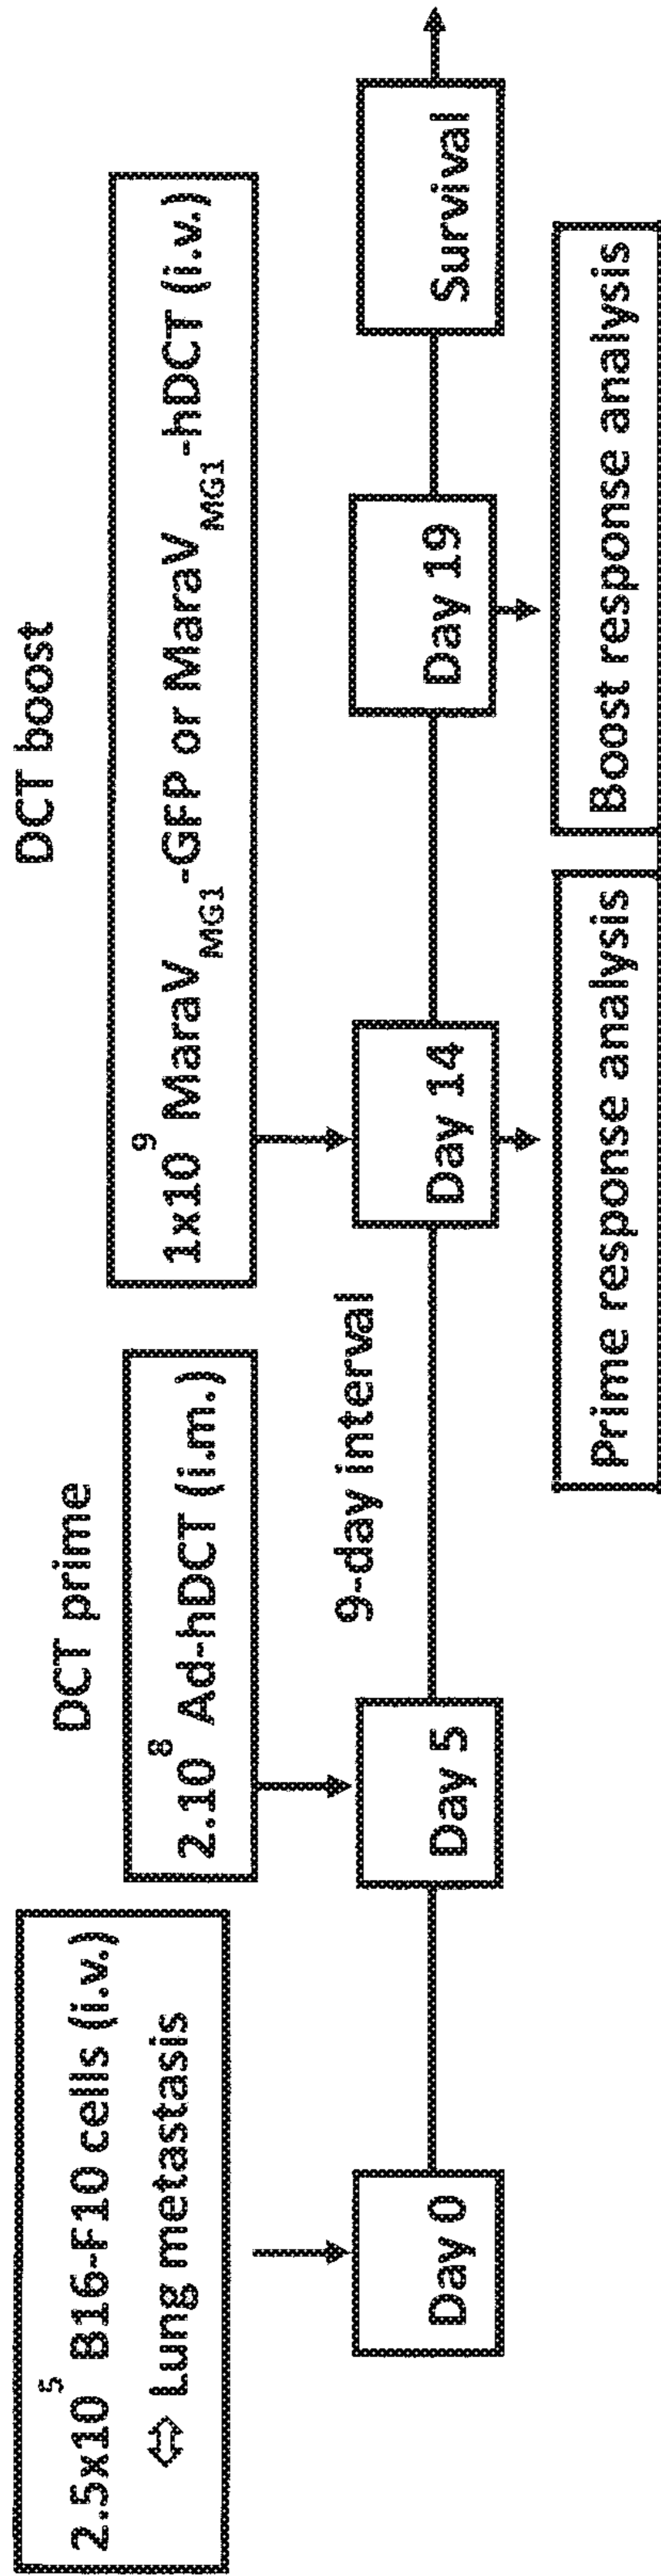 2.5x10⁵ B16-F10 cells (i.v.)
⇔ Lung metastasis
Day 0
DCT prime
2.10⁸ Ad-hDCT (i.m.)
Day 5
9-day interval
DCT boost
1x10⁹ MaraV_MG1-GFP or MaraV_MG1-hDCT (i.v.)
Day 14
Day 19
Survival
Prime response analysis
Boost response analysis